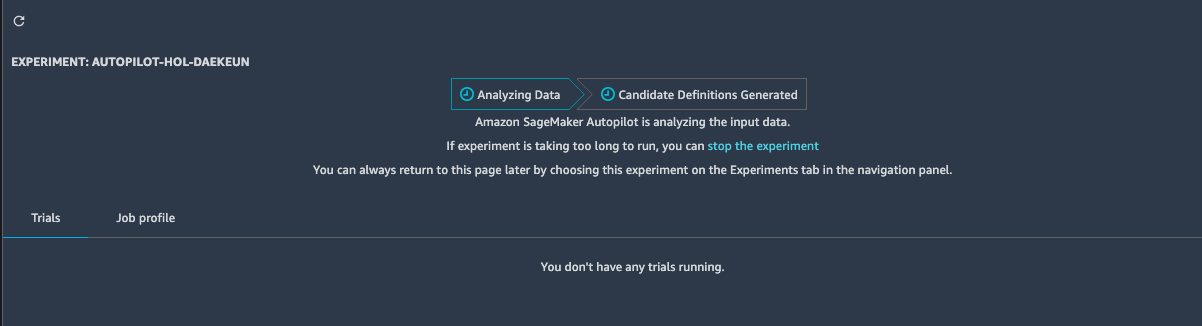 EXPERIMENT: AUTOPILOT-HOL-DAEKEUN
Analyzing Data
Candidate Definitions Generated
Amazon SageMaker Autopilot is analyzing the input data.
If experiment is taking too long to run, you can stop the experiment
You can always return to this page later by choosing this experiment on the Experiments tab in the navigation panel.
Trials
Job profile
You don't have any trials running.